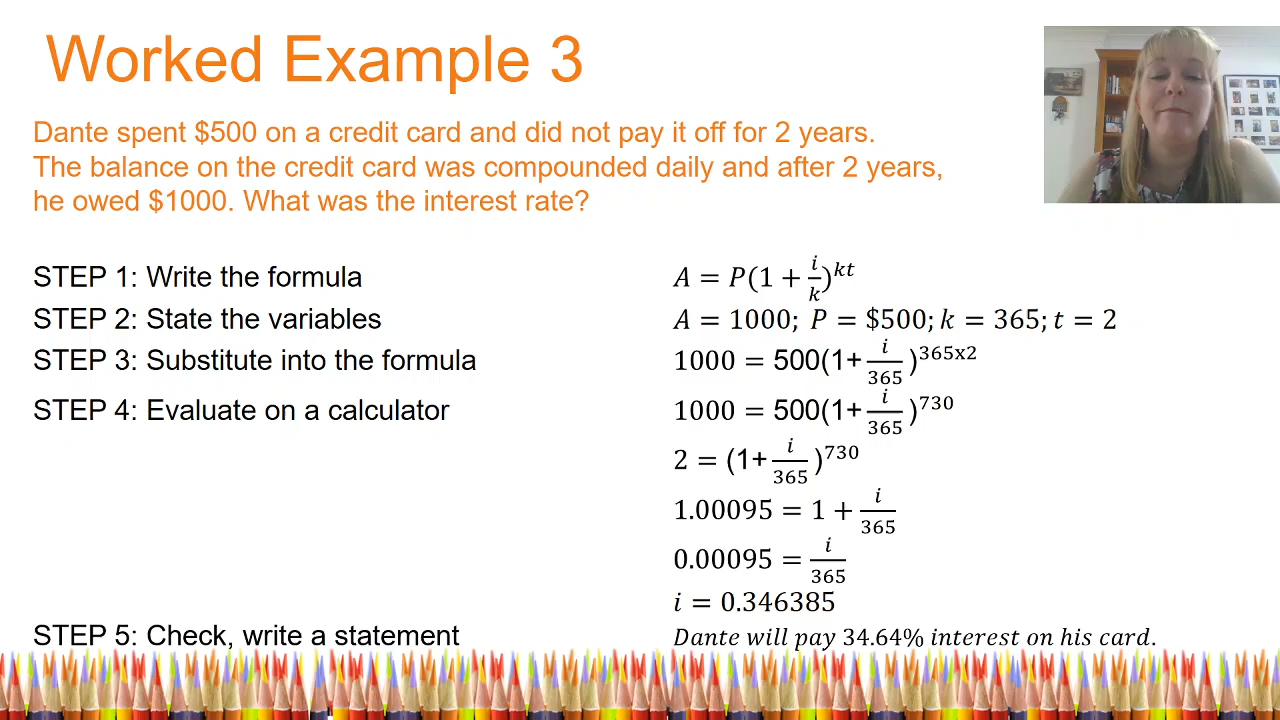 Worked Example 3
Dante spent $500 on a credit card and did not pay it off for 2 years.
The balance on the credit card was compounded daily and after 2 years,
he owed $1000. What was the interest rate?
STEP 1: Write the formula
A = P(1 + i/k)^kt
STEP 2: State the variables
A = 1000; P = $500; k = 365; t = 2
STEP 3: Substitute into the formula
1000 = 500(1+ i/365)^365x2
STEP 4: Evaluate on a calculator
1000 = 500(1+ i/365)^730
2 = (1+ i/365)^730
1.00095 = 1 + i/365
0.00095 = i/365
i = 0.346385
STEP 5: Check, write a statement
Dante will pay 34.64% interest on his card.